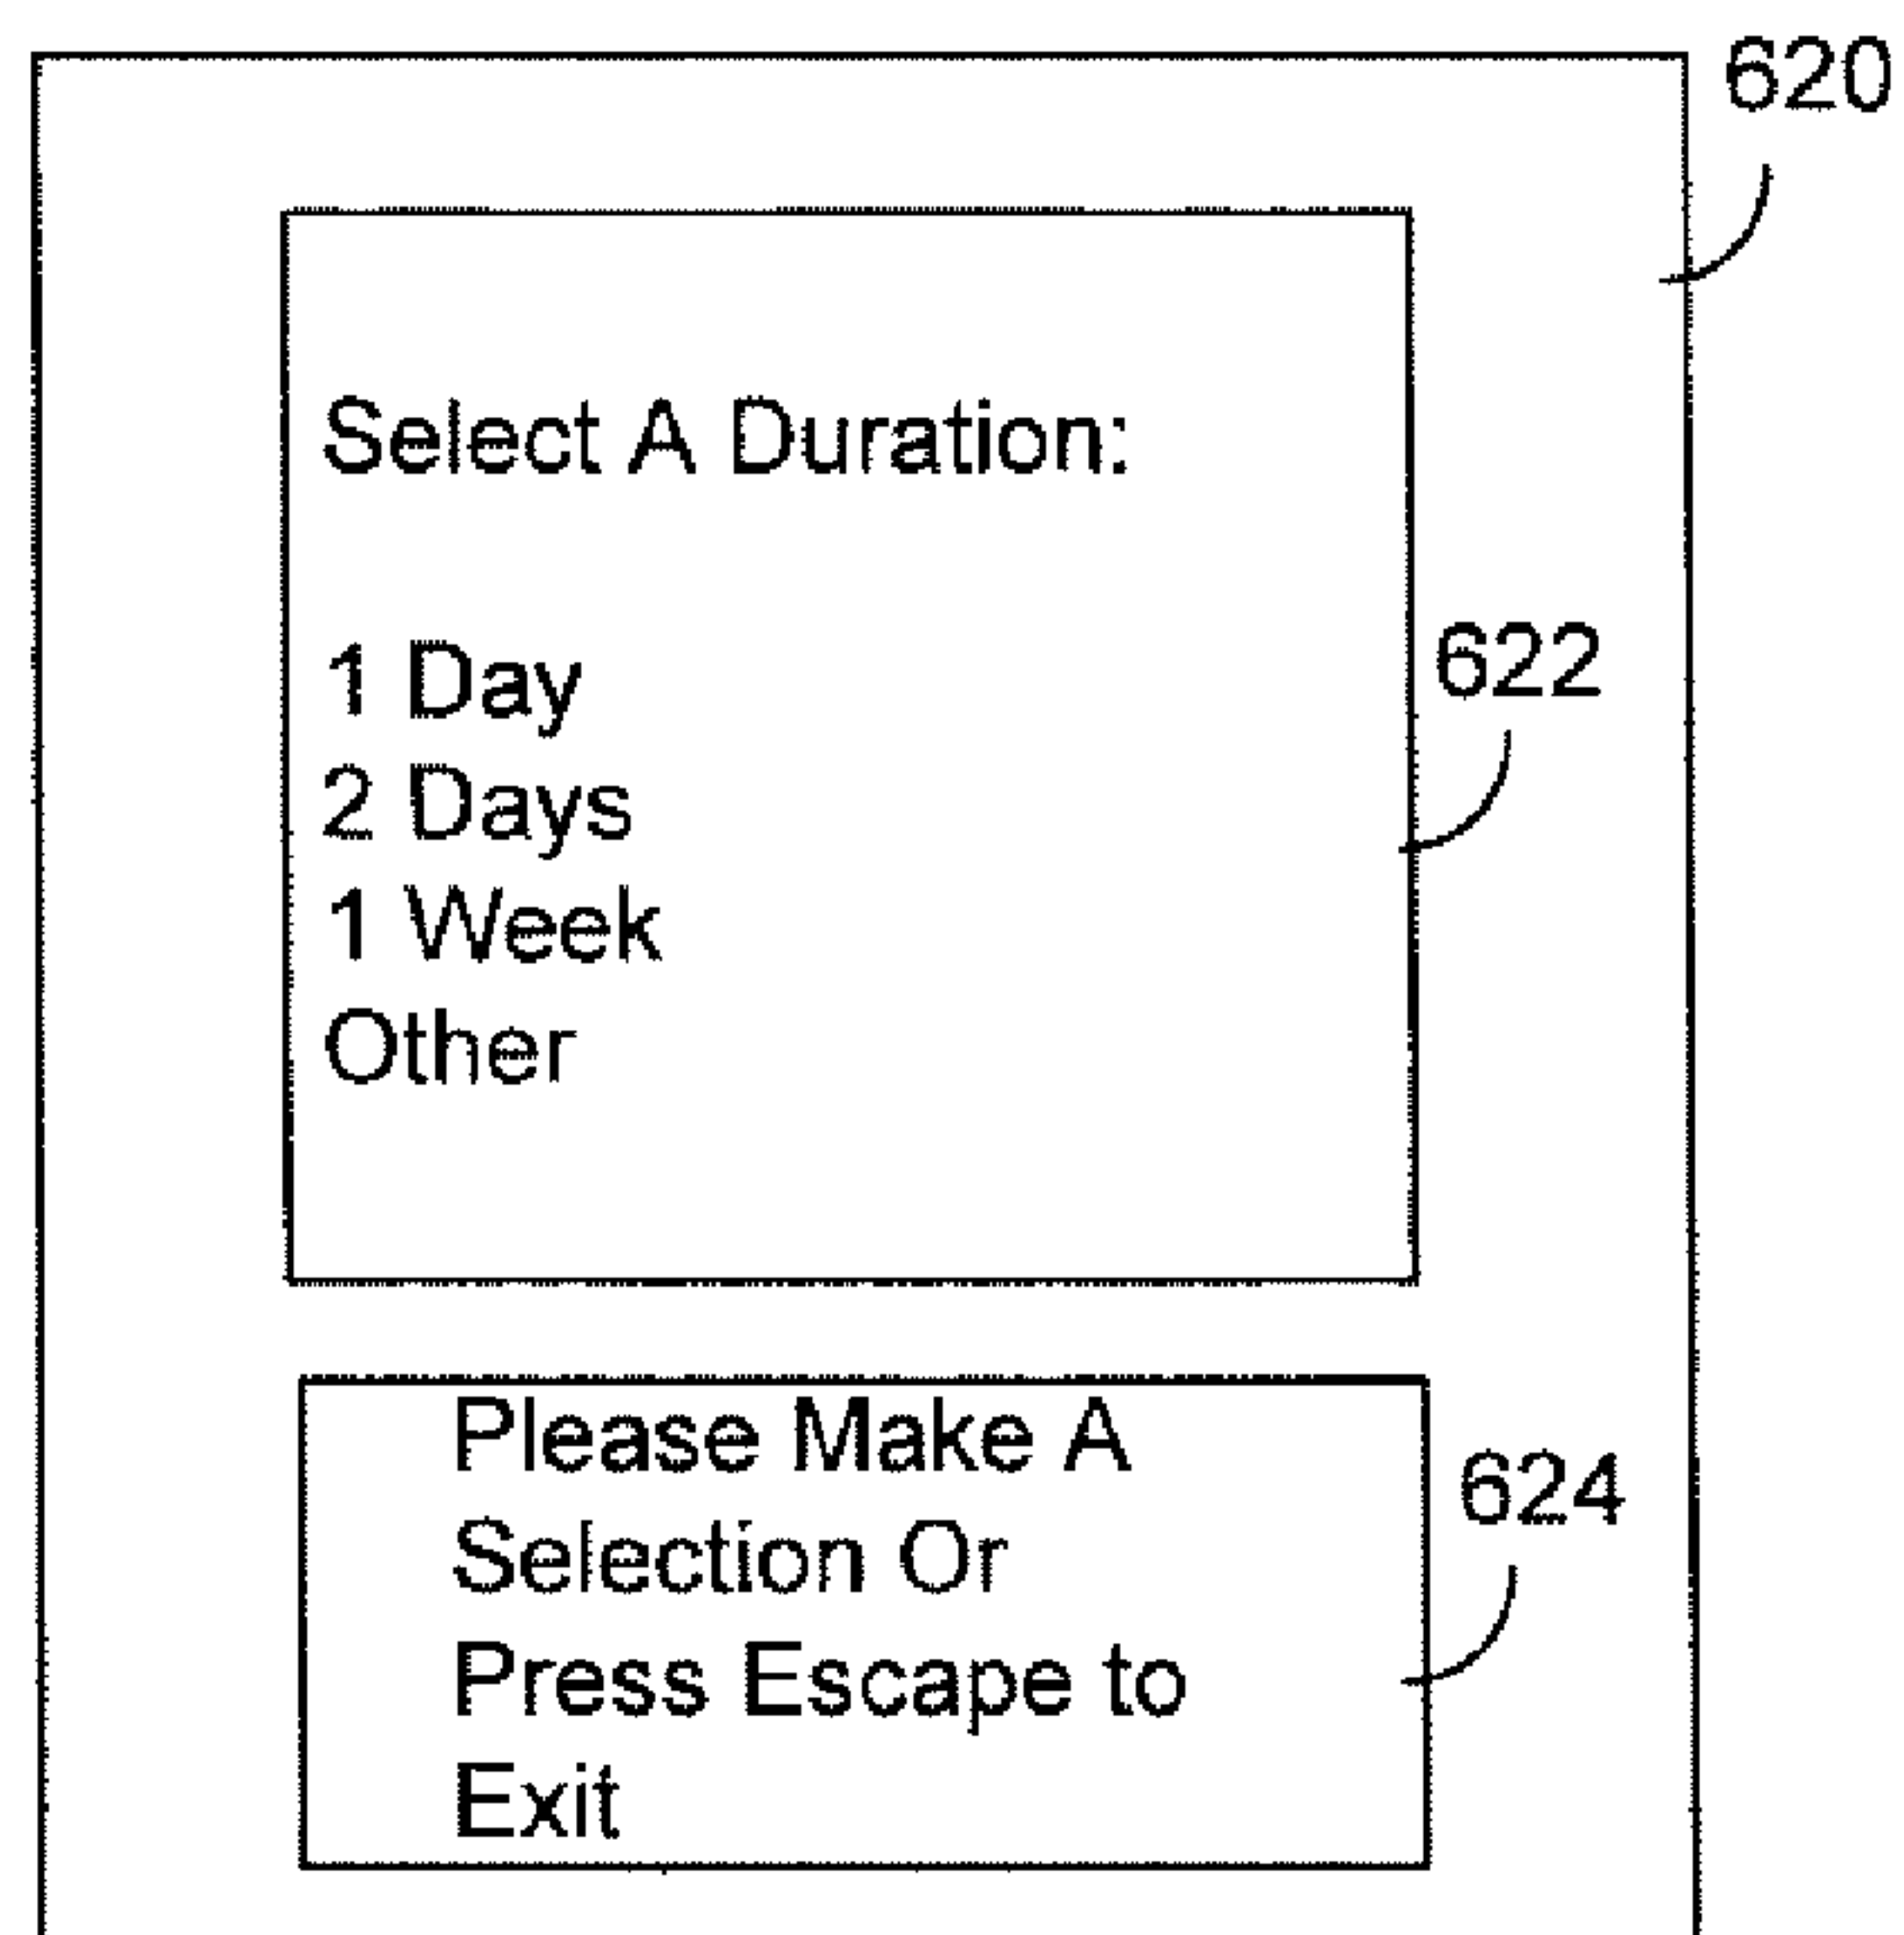 620
Select A Duration:
1 Day
622
2 Days
1 Week
Other
Please Make A
624
Selection Or
Press Escape to
Exit